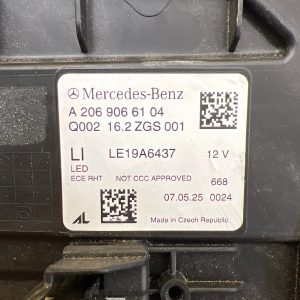 Mercedes-Benz
A 206 906 61 04
Q002 16.2 ZGS 001
LI LE19A6437 12 V
LED
ECE RHT NOT CCC APPROVED 668
07.05.25 0024
AL Made in Czech Republic